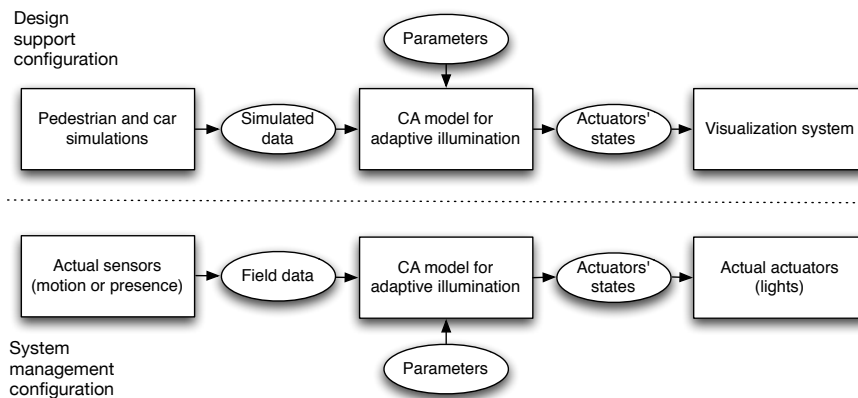 Design
support
configuration
Parameters
Pedestrian and car
simulations
Simulated
data
CA model for
adaptive illumination
Actuators'
states
Visualization system
Actual sensors
(motion or presence)
Field data
CA model for
adaptive illumination
Actuators'
states
Actual actuators
(lights)
System
management
configuration
Parameters